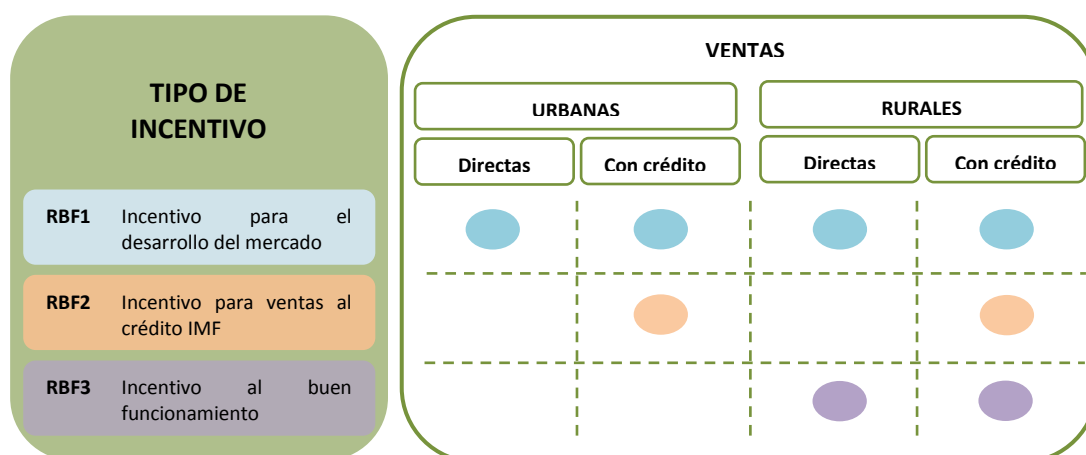 TIPO DE
INCENTIVO
RBF1 Incentivo para el
desarrollo del mercado
RBF2 Incentivo para ventas al
crédito IMF
RBF3 Incentivo al buen
funcionamiento
VENTAS
URBANAS
RURALES
Directas
Con crédito
Directas
Con crédito